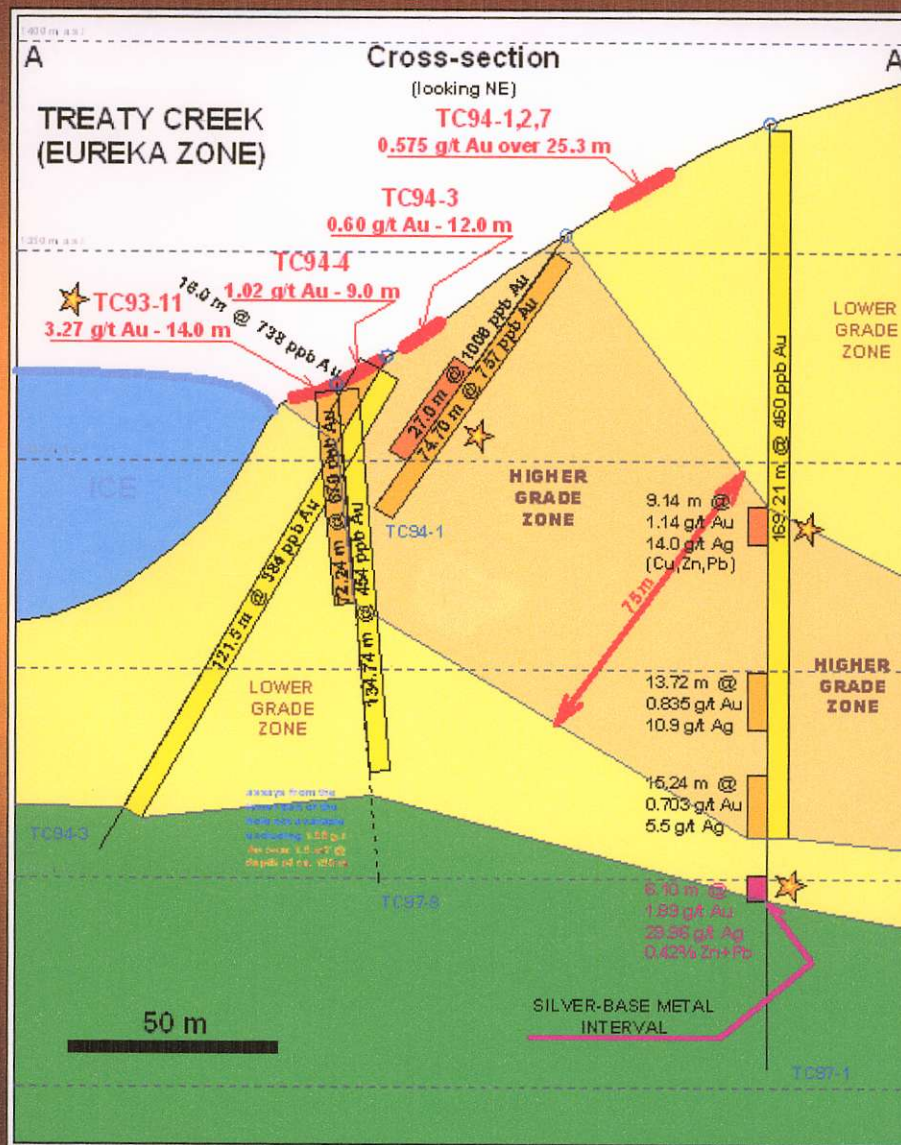 1400 m a.s.l
A
Cross-section
A
(looking NE)
TREATY CREEK
(EUREKA ZONE)
TC94-1,2,7
0.575 g/t Au over 25.3 m
TC94-3
0.60 g/t Au - 12.0 m
TC94-4
1.02 g/t Au - 9.0 m
TC93-11
3.27 g/t Au - 14.0 m
16.0 m @ 738 ppb Au
27.0 m @ 1008 ppb Au
74.70 m @ 757 ppb Au
LOWER
GRADE
ZONE
169.21 m @ 460 ppb Au
ICE
HIGHER
GRADE
ZONE
9.14 m @
1.14 g/t Au
14.0 g/t Ag
(Cu,Zn,Pb)
TC94-1
72.24 m @ ppb Au
121.5 m @ 384 ppb Au
134.74 m @ 454 ppb Au
75m
HIGHER
GRADE
ZONE
13.72 m @
0.835 g/t Au
10.9 g/t Ag
LOWER
GRADE
ZONE
15.24 m @
0.703 g/t Au
5.5 g/t Ag
assays from the
hole
TC94-3
TC97-1
6.10 m @
1.89 g/t Au
29.96 g/t Ag
0.42% Zn+Pb
SILVER-BASE METAL
INTERVAL
50 m